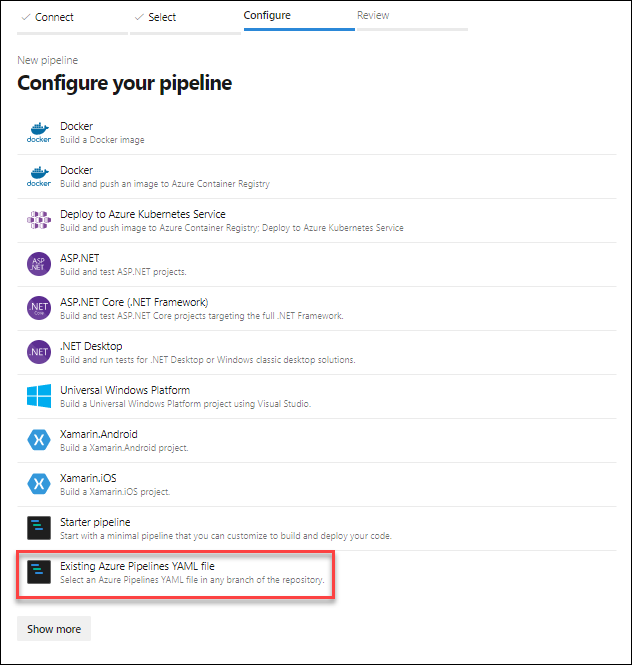 Connect
Select
Configure
Review
New pipeline
Configure your pipeline
docker
Docker
Build a Docker image
docker
Docker
Build and push an image to Azure Container Registry
Deploy to Azure Kubernetes Service
Build and push image to Azure Container Registry; Deploy to Azure Kubernetes Service
ASP
.NET
ASP.NET
Build and test ASP.NET projects.
.NET
Core
ASP.NET Core (.NET Framework)
Build and test ASP.NET Core projects targeting the full .NET Framework.
.NET
.NET Desktop
Build and run tests for .NET Desktop or Windows classic desktop solutions.
Universal Windows Platform
Build a Universal Windows Platform project using Visual Studio.
Xamarin.Android
Build a Xamarin.Android project.
Xamarin.iOS
Build a Xamarin.iOS project.
Starter pipeline
Start with a minimal pipeline that you can customize to build and deploy your code.
Existing Azure Pipelines YAML file
Select an Azure Pipelines YAML file in any branch of the repository.
Show more